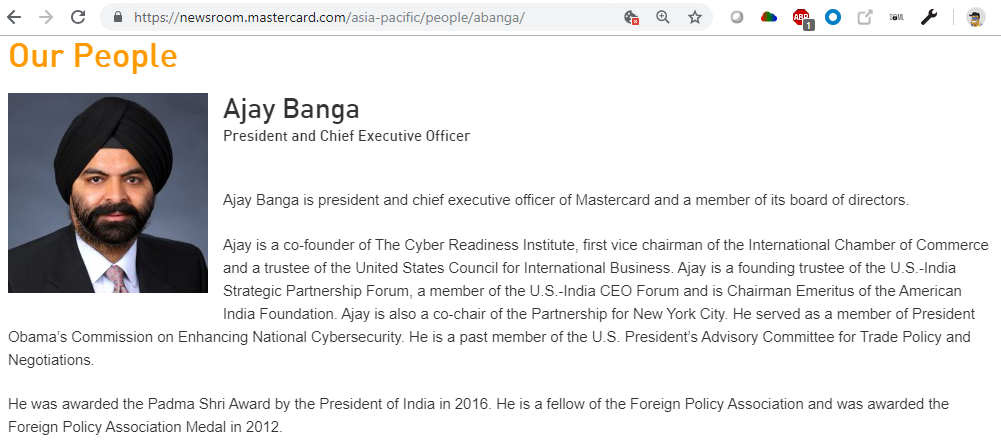 https://newsroom.mastercard.com/asia-pacific/people/abanga/
ABP
1
Our People
Ajay Banga
President and Chief Executive Officer
Ajay Banga is president and chief executive officer of Mastercard and a member of its board of directors.
Ajay is a co-founder of The Cyber Readiness Institute, first vice chairman of the International Chamber of Commerce
and a trustee of the United States Council for International Business. Ajay is a founding trustee of the U.S.-India
Strategic Partnership Forum, a member of the U.S.-India CEO Forum and is Chairman Emeritus of the American
India Foundation. Ajay is also a co-chair of the Partnership for New York City. He served as a member of President
Obama’s Commission on Enhancing National Cybersecurity. He is a past member of the U.S. President’s Advisory Committee for Trade Policy and
Negotiations.
He was awarded the Padma Shri Award by the President of India in 2016. He is a fellow of the Foreign Policy Association and was awarded the
Foreign Policy Association Medal in 2012.